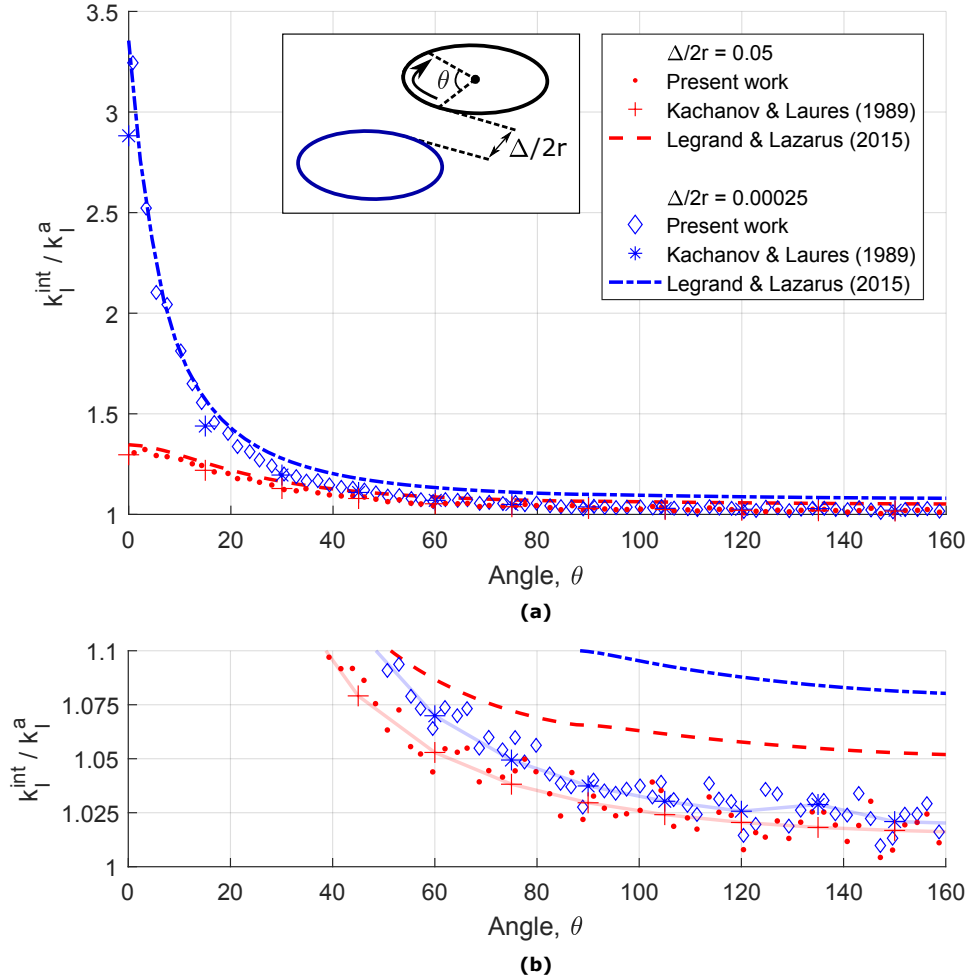 3.5
3
2.5
2
1.5
1
k_I^int / k_I^a
θ
Δ/2r
Δ/2r = 0.05
Present work
Kachanov & Laures (1989)
Legrand & Lazarus (2015)
Δ/2r = 0.00025
Present work
Kachanov & Laures (1989)
Legrand & Lazarus (2015)
0 20 40 60 80 100 120 140 160
Angle, θ
(a)
1.1
1.075
1.05
1.025
1
k_I^int / k_I^a
0 20 40 60 80 100 120 140 160
Angle, θ
(b)